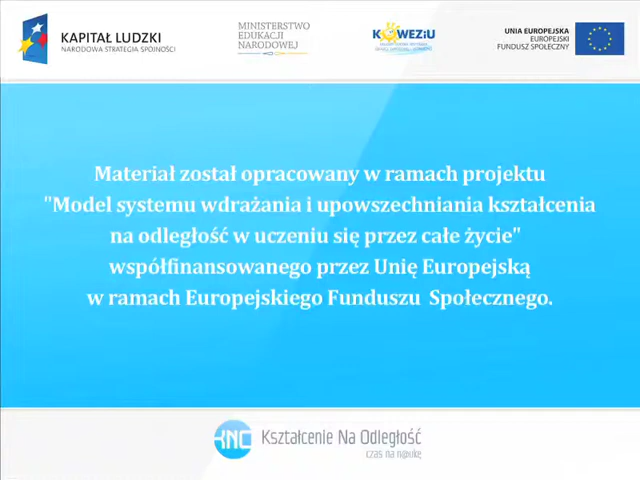 KAPITAŁ LUDZKI
NARODOWA STRATEGIA SPÓJNOŚCI
MINISTERSTWO
EDUKACJI
NARODOWEJ
KOWEZiU
UNIA EUROPEJSKA
EUROPEJSKI
FUNDUSZ SPOŁECZNY
Materiał został opracowany w ramach projektu
"Model systemu wdrażania i upowszechniania kształcenia
na odległość w uczeniu się przez całe życie"
współfinansowanego przez Unię Europejską
w ramach Europejskiego Funduszu Społecznego.
KNO Kształcenie Na Odległość
czas na n@ukę